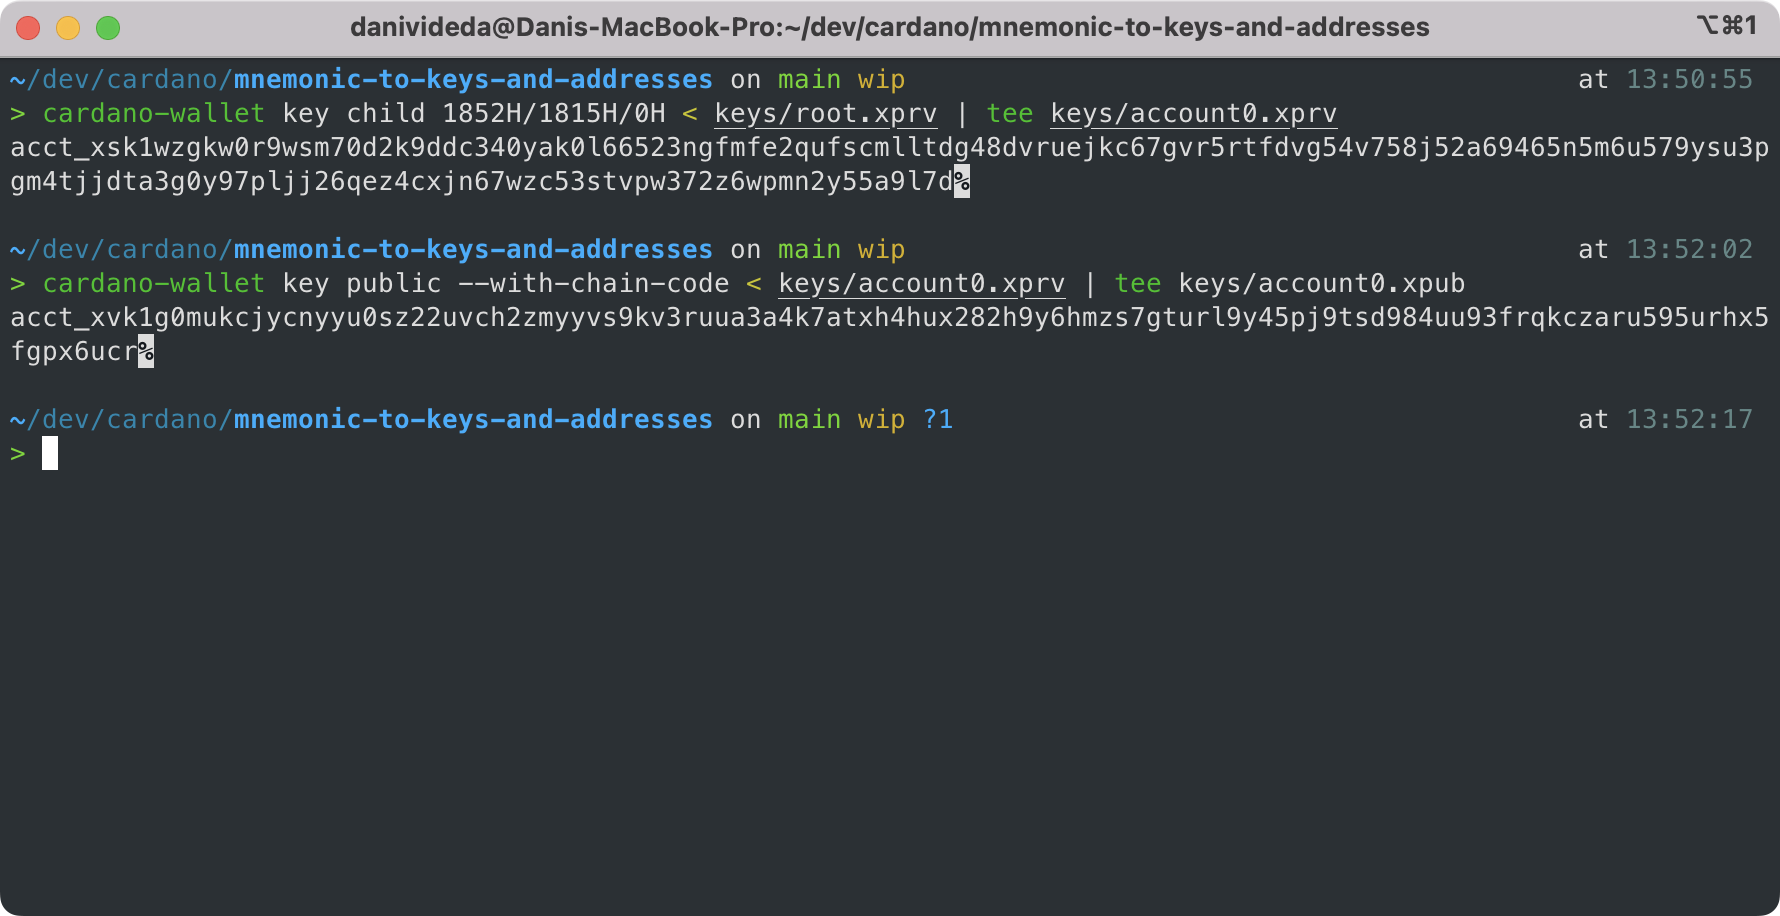 danivideda@Danis-MacBook-Pro:~/dev/cardano/mnemonic-to-keys-and-addresses ⌥⌘1
~/dev/cardano/mnemonic-to-keys-and-addresses on main wip at 13:50:55
> cardano-wallet key child 1852H/1815H/0H < keys/root.xprv | tee keys/account0.xprv
acct_xsk1wzgkw0r9wsm70d2k9ddc340yak0l66523ngfmfe2qufscmlltdg48dvruejkc67gvr5rtfdvg54v758j52a69465n5m6u579ysu3p
gm4tjjdta3g0y97pljj26qez4cxjn67wzc53stvpw372z6wpmn2y55a9l7d%
~/dev/cardano/mnemonic-to-keys-and-addresses on main wip at 13:52:02
> cardano-wallet key public --with-chain-code < keys/account0.xprv | tee keys/account0.xpub
acct_xvk1g0mukcjycnyyu0sz22uvch2zmyyvs9kv3ruua3a4k7atxh4hux282h9y6hmzs7gturl9y45pj9tsd984uu93frqkczaru595urhx5
fgpx6ucr%
~/dev/cardano/mnemonic-to-keys-and-addresses on main wip ?1 at 13:52:17
>